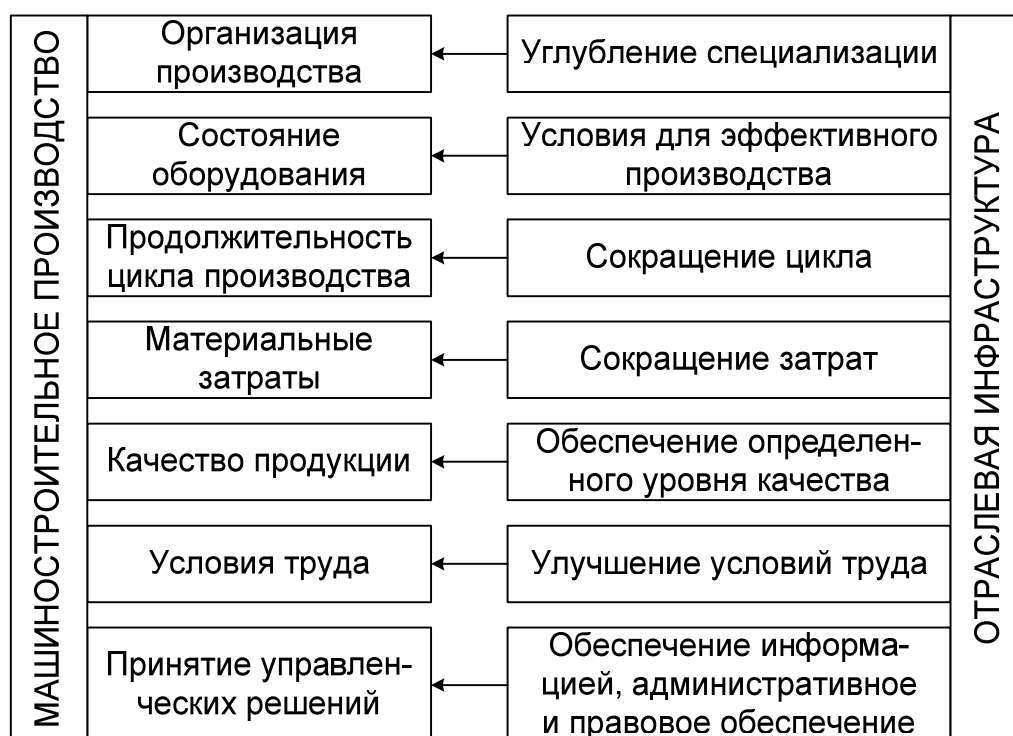 МАШИНОСТРОИТЕЛЬНОЕ ПРОИЗВОДСТВО
Организация
производства
Углубление специализации
Состояние
оборудования
Условия для эффективного
производства
Продолжительность
цикла производства
Сокращение цикла
Материальные
затраты
Сокращение затрат
Качество продукции
Обеспечение определен-
ного уровня качества
Условия труда
Улучшение условий труда
Принятие управлен-
ческих решений
Обеспечение информа-
цией, административное
и правовое обеспечение
ОТРАСЛЕВАЯ ИНФРАСТРУКТУРА